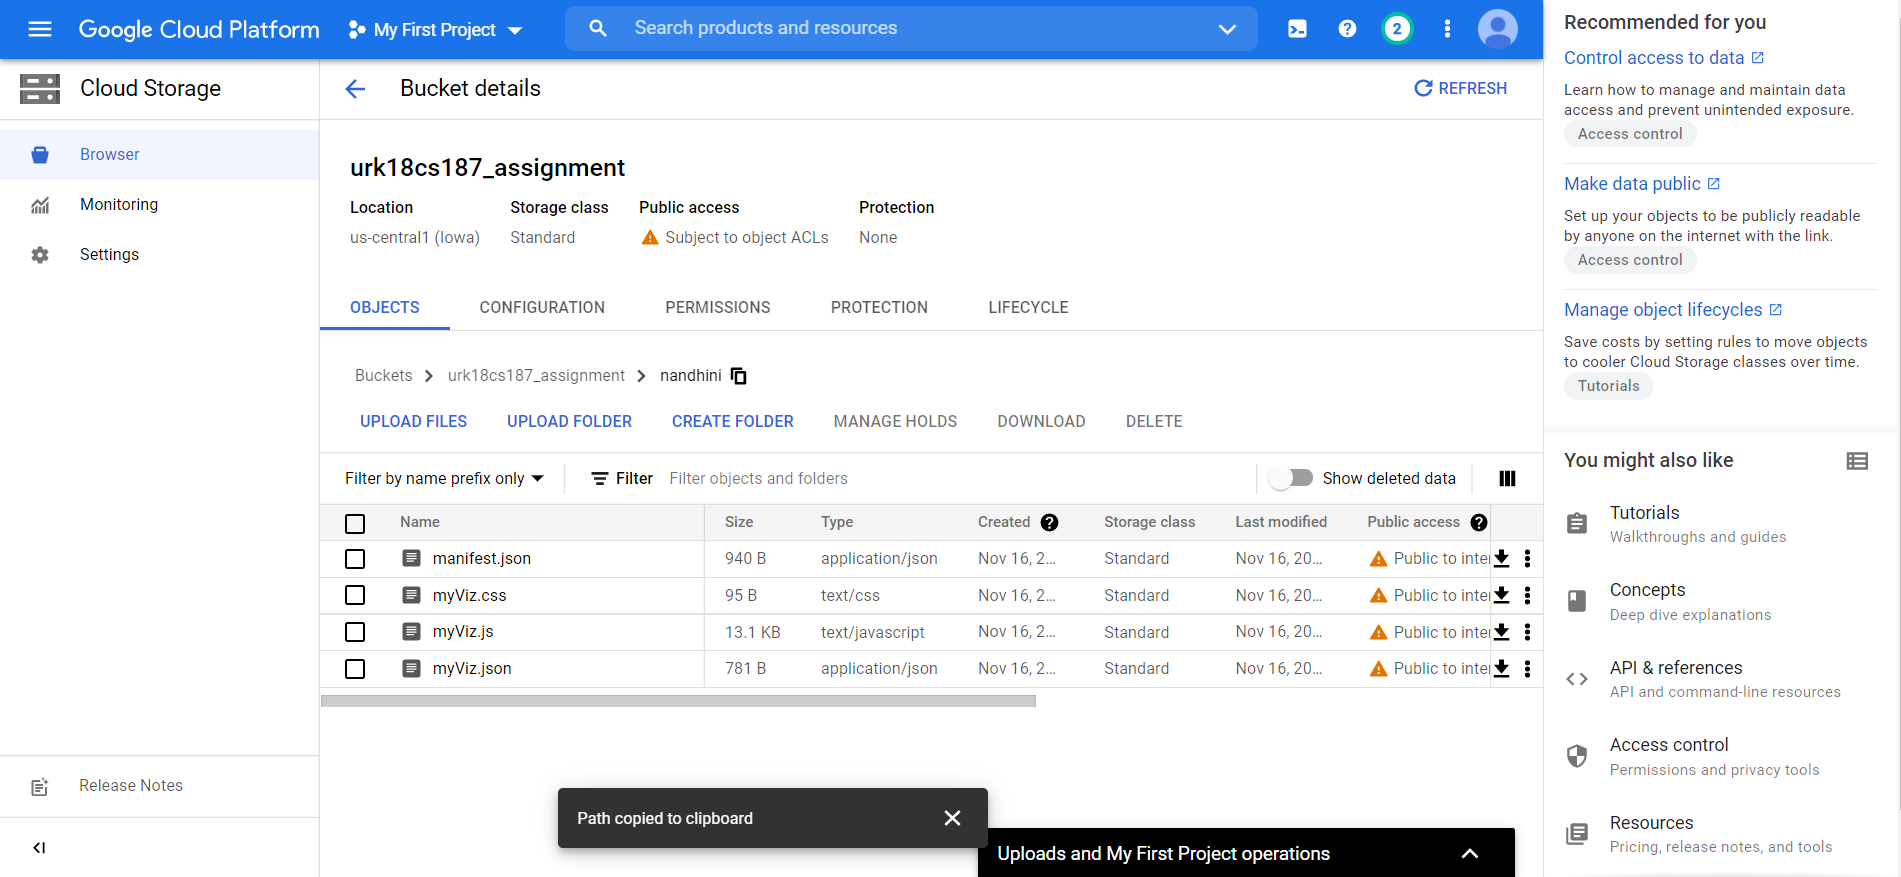 Google Cloud Platform
My First Project
Search products and resources
2
Cloud Storage
Browser
Monitoring
Settings
Release Notes
Bucket details
REFRESH
urk18cs187_assignment
Location Storage class Public access Protection
us-central1 (Iowa) Standard Subject to object ACLs None
OBJECTS CONFIGURATION PERMISSIONS PROTECTION LIFECYCLE
Buckets urk18cs187_assignment nandhini
UPLOAD FILES UPLOAD FOLDER CREATE FOLDER MANAGE HOLDS DOWNLOAD DELETE
Filter by name prefix only Filter Filter objects and folders Show deleted data
Name Size Type Created Storage class Last modified Public access
manifest.json 940 B application/json Nov 16, 2... Standard Nov 16, 20... Public to inte
myViz.css 95 B text/css Nov 16, 2... Standard Nov 16, 20... Public to inte
myViz.js 13.1 KB text/javascript Nov 16, 2... Standard Nov 16, 20... Public to inte
myViz.json 781 B application/json Nov 16, 2... Standard Nov 16, 20... Public to inte
Path copied to clipboard
Uploads and My First Project operations
Recommended for you
Control access to data
Learn how to manage and maintain data
access and prevent unintended exposure.
Access control
Make data public
Set up your objects to be publicly readable
by anyone on the internet with the link.
Access control
Manage object lifecycles
Save costs by setting rules to move objects
to cooler Cloud Storage classes over time.
Tutorials
You might also like
Tutorials
Walkthroughs and guides
Concepts
Deep dive explanations
API & references
API and command-line resources
Access control
Permissions and privacy tools
Resources
Pricing, release notes, and tools